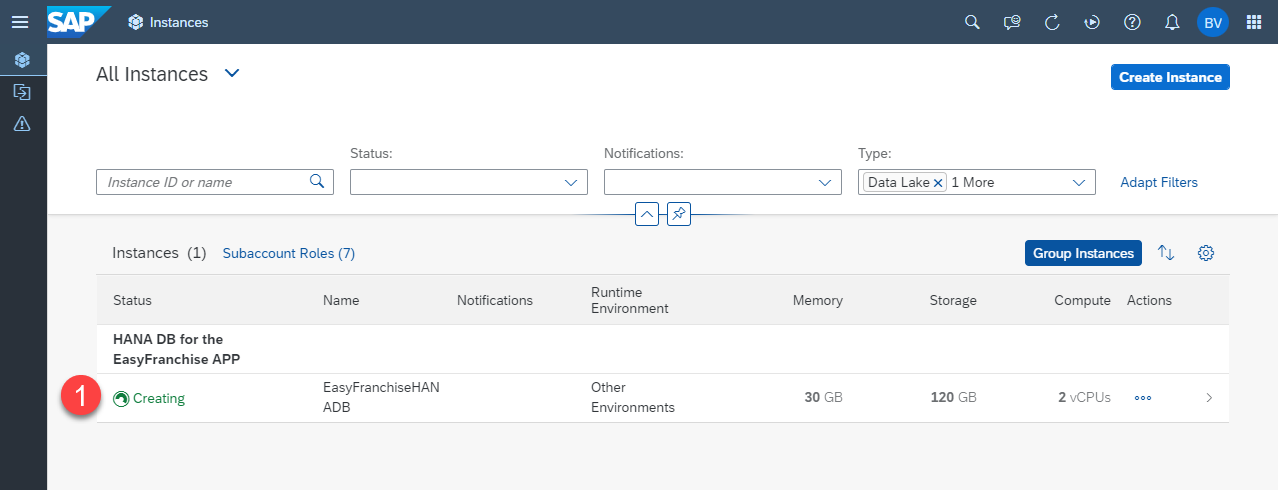 SAP Instances BV
All Instances
Create Instance
Status: Notifications: Type:
Instance ID or name Data Lake 1 More Adapt Filters
Instances (1) Subaccount Roles (7) Group Instances
Status Name Notifications Runtime Environment Memory Storage Compute Actions
HANA DB for the
EasyFranchise APP
1 Creating EasyFranchiseHAN
ADB Other
Environments 30 GB 120 GB 2 vCPUs